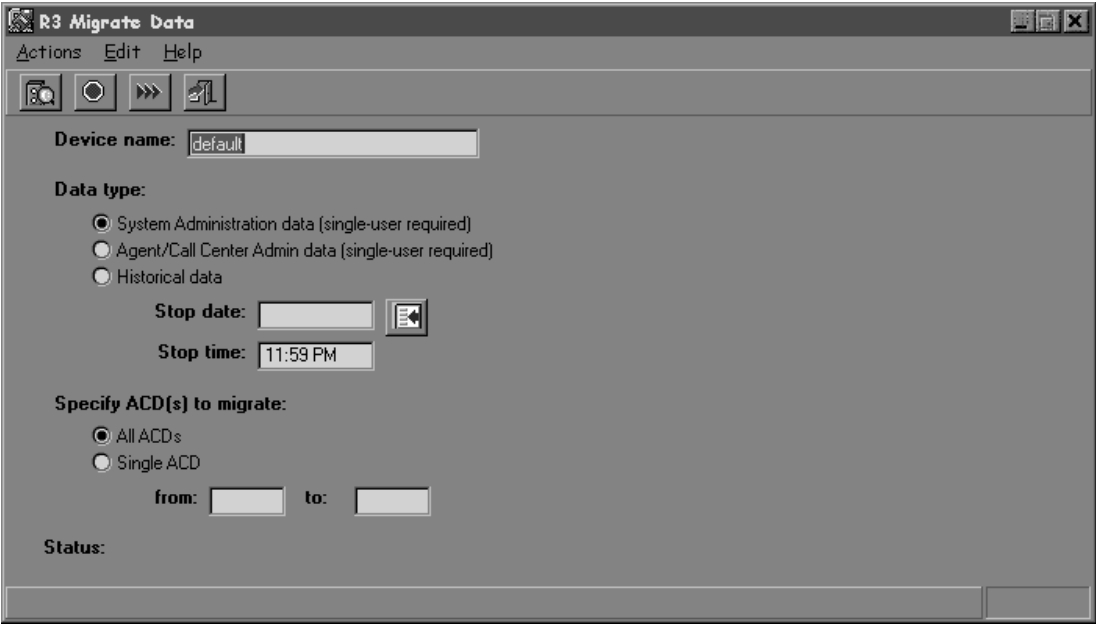 R3 Migrate Data
Actions Edit Help
Device name: default
Data type:
System Administration data (single-user required)
Agent/Call Center Admin data (single-user required)
Historical data
Stop date:
Stop time: 11:59 PM
Specify ACD(s) to migrate:
All ACDs
Single ACD
from: to:
Status: